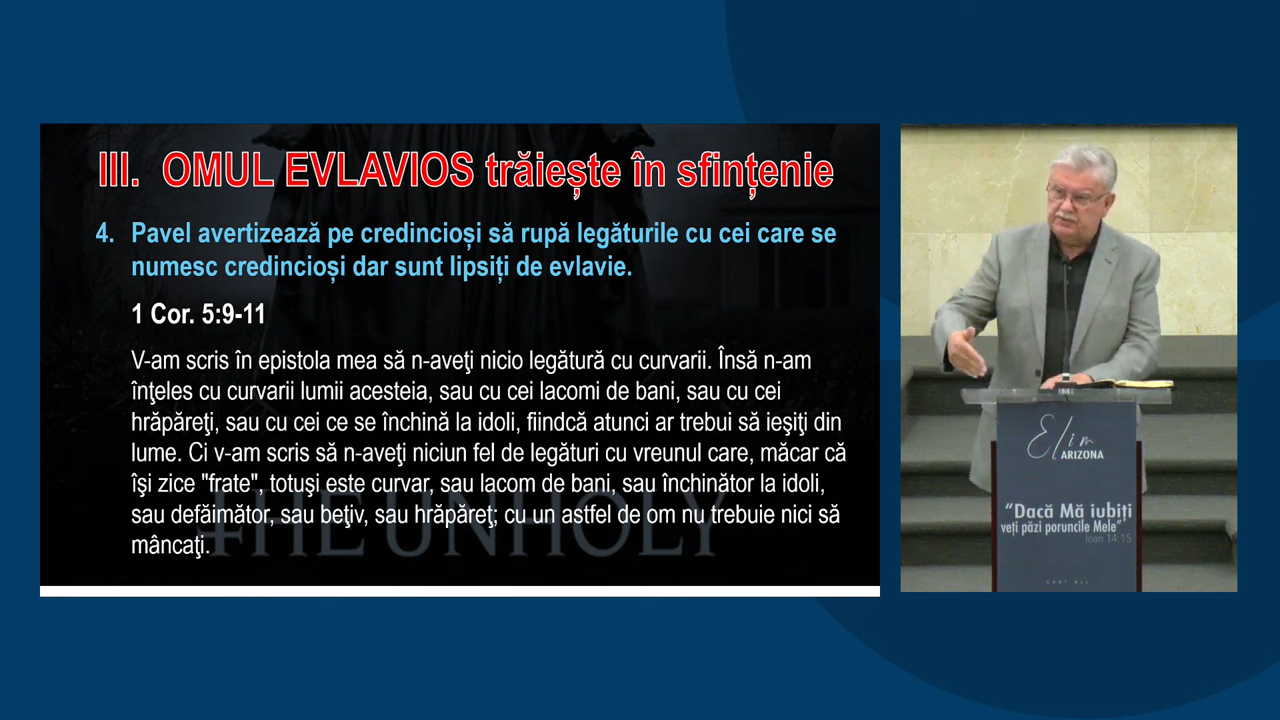 III. OMUL EVLAVIOS trăiește în sfințenie
4. Pavel avertizează pe credincioși să rupă legăturile cu cei care se
numesc credincioși dar sunt lipsiți de evlavie.
1 Cor. 5:9-11
V-am scris în epistola mea să n-aveţi nicio legătură cu curvarii. Însă n-am
înţeles cu curvarii lumii acesteia, sau cu cei lacomi de bani, sau cu cei
hrăpăreţi, sau cu cei ce se închină la idoli, fiindcă atunci ar trebui să ieşiţi din
lume. Ci v-am scris să n-aveţi niciun fel de legături cu vreunul care, măcar că
îşi zice "frate", totuşi este curvar, sau lacom de bani, sau închinător la idoli,
sau defăimător, sau beţiv, sau hrăpăreţ; cu un astfel de om nu trebuie nici să
mâncaţi.
THE UNHOLY
Elim
ARIZONA
“Dacă Mă iubiți
veți păzi poruncile Mele”
Ioan 14:15